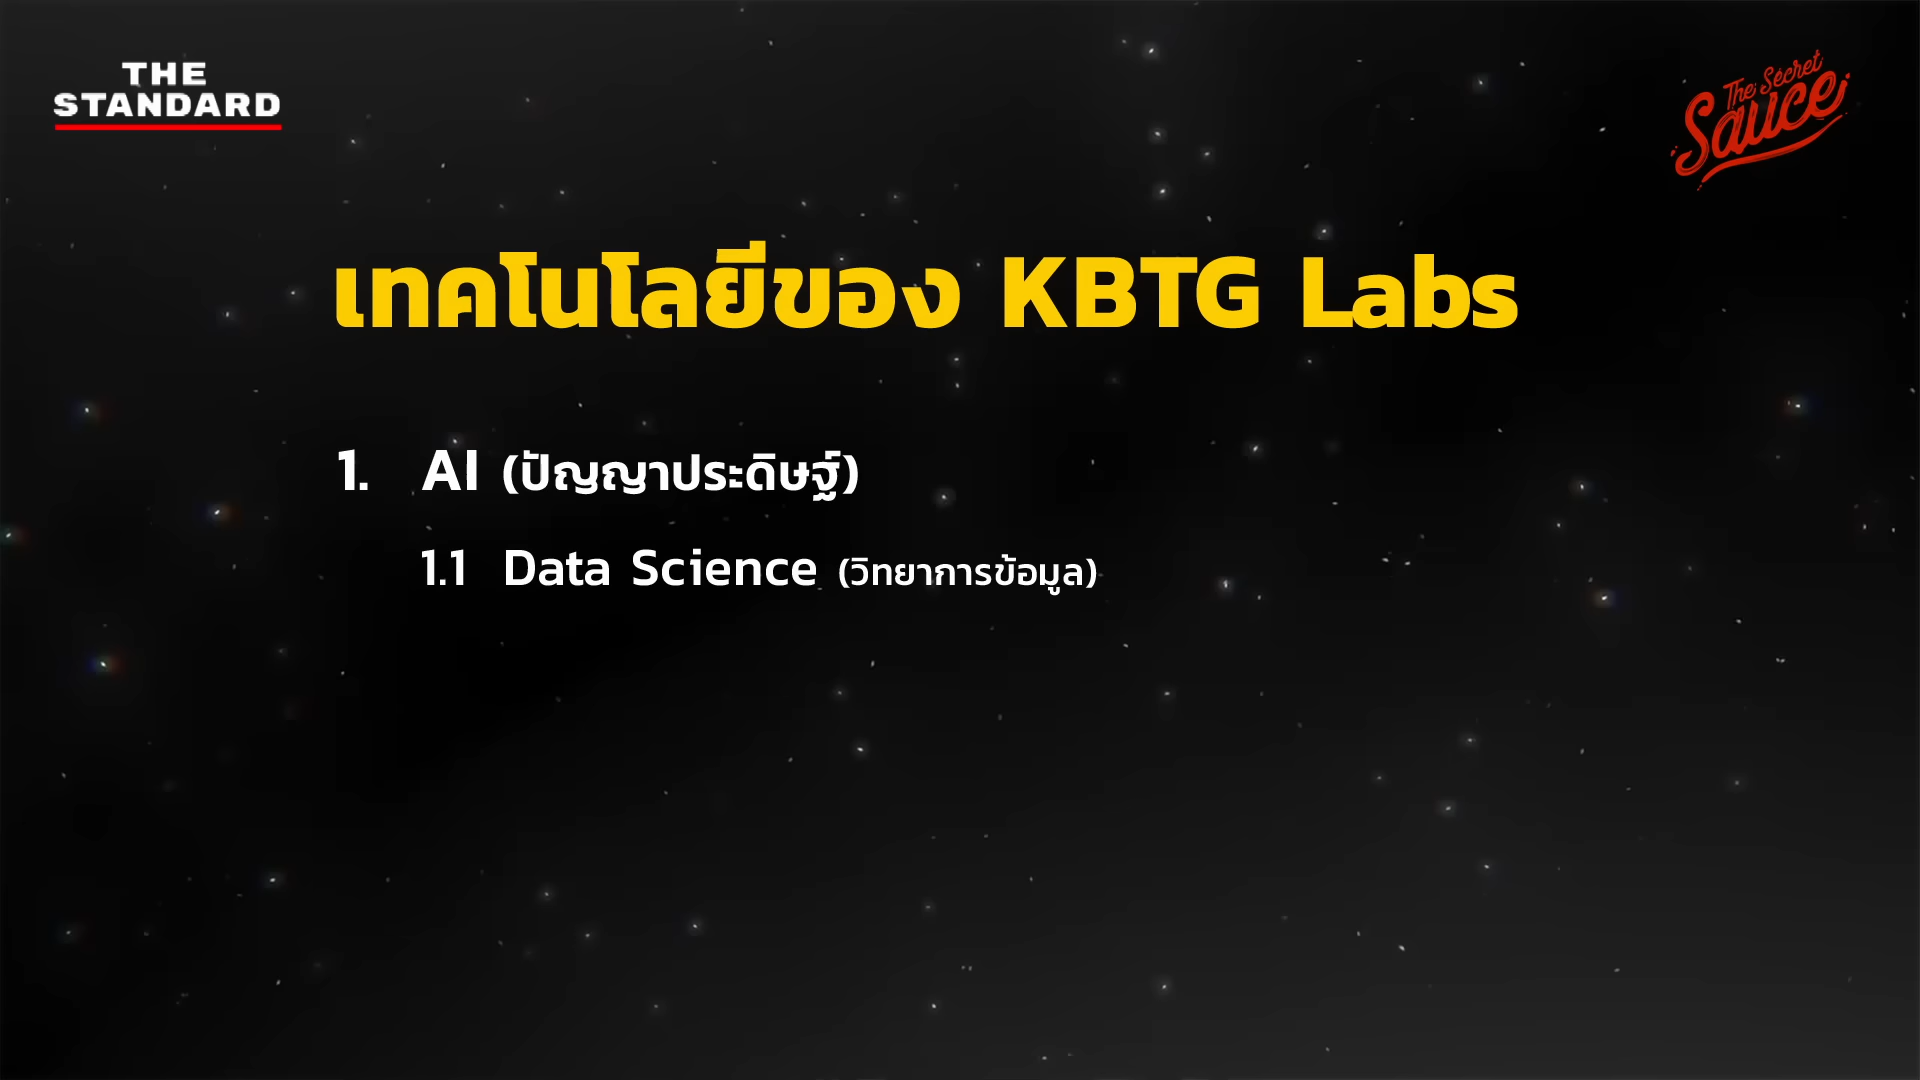 THE
STANDARD
The Secret
Sauce
เทคโนโลยีของ KBTG Labs
1. AI (ปัญญาประดิษฐ์)
1.1 Data Science (วิทยาการข้อมูล)